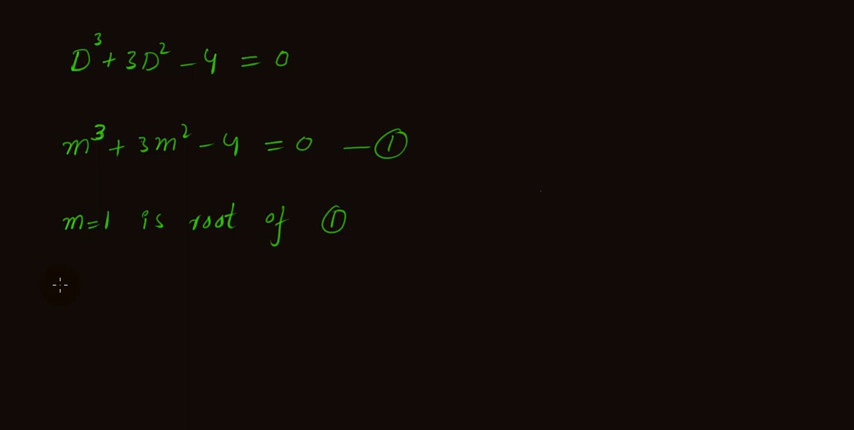 D³ + 3D² - 4 = 0
m³ + 3m² - 4 = 0 — ①
m=1 is root of ①